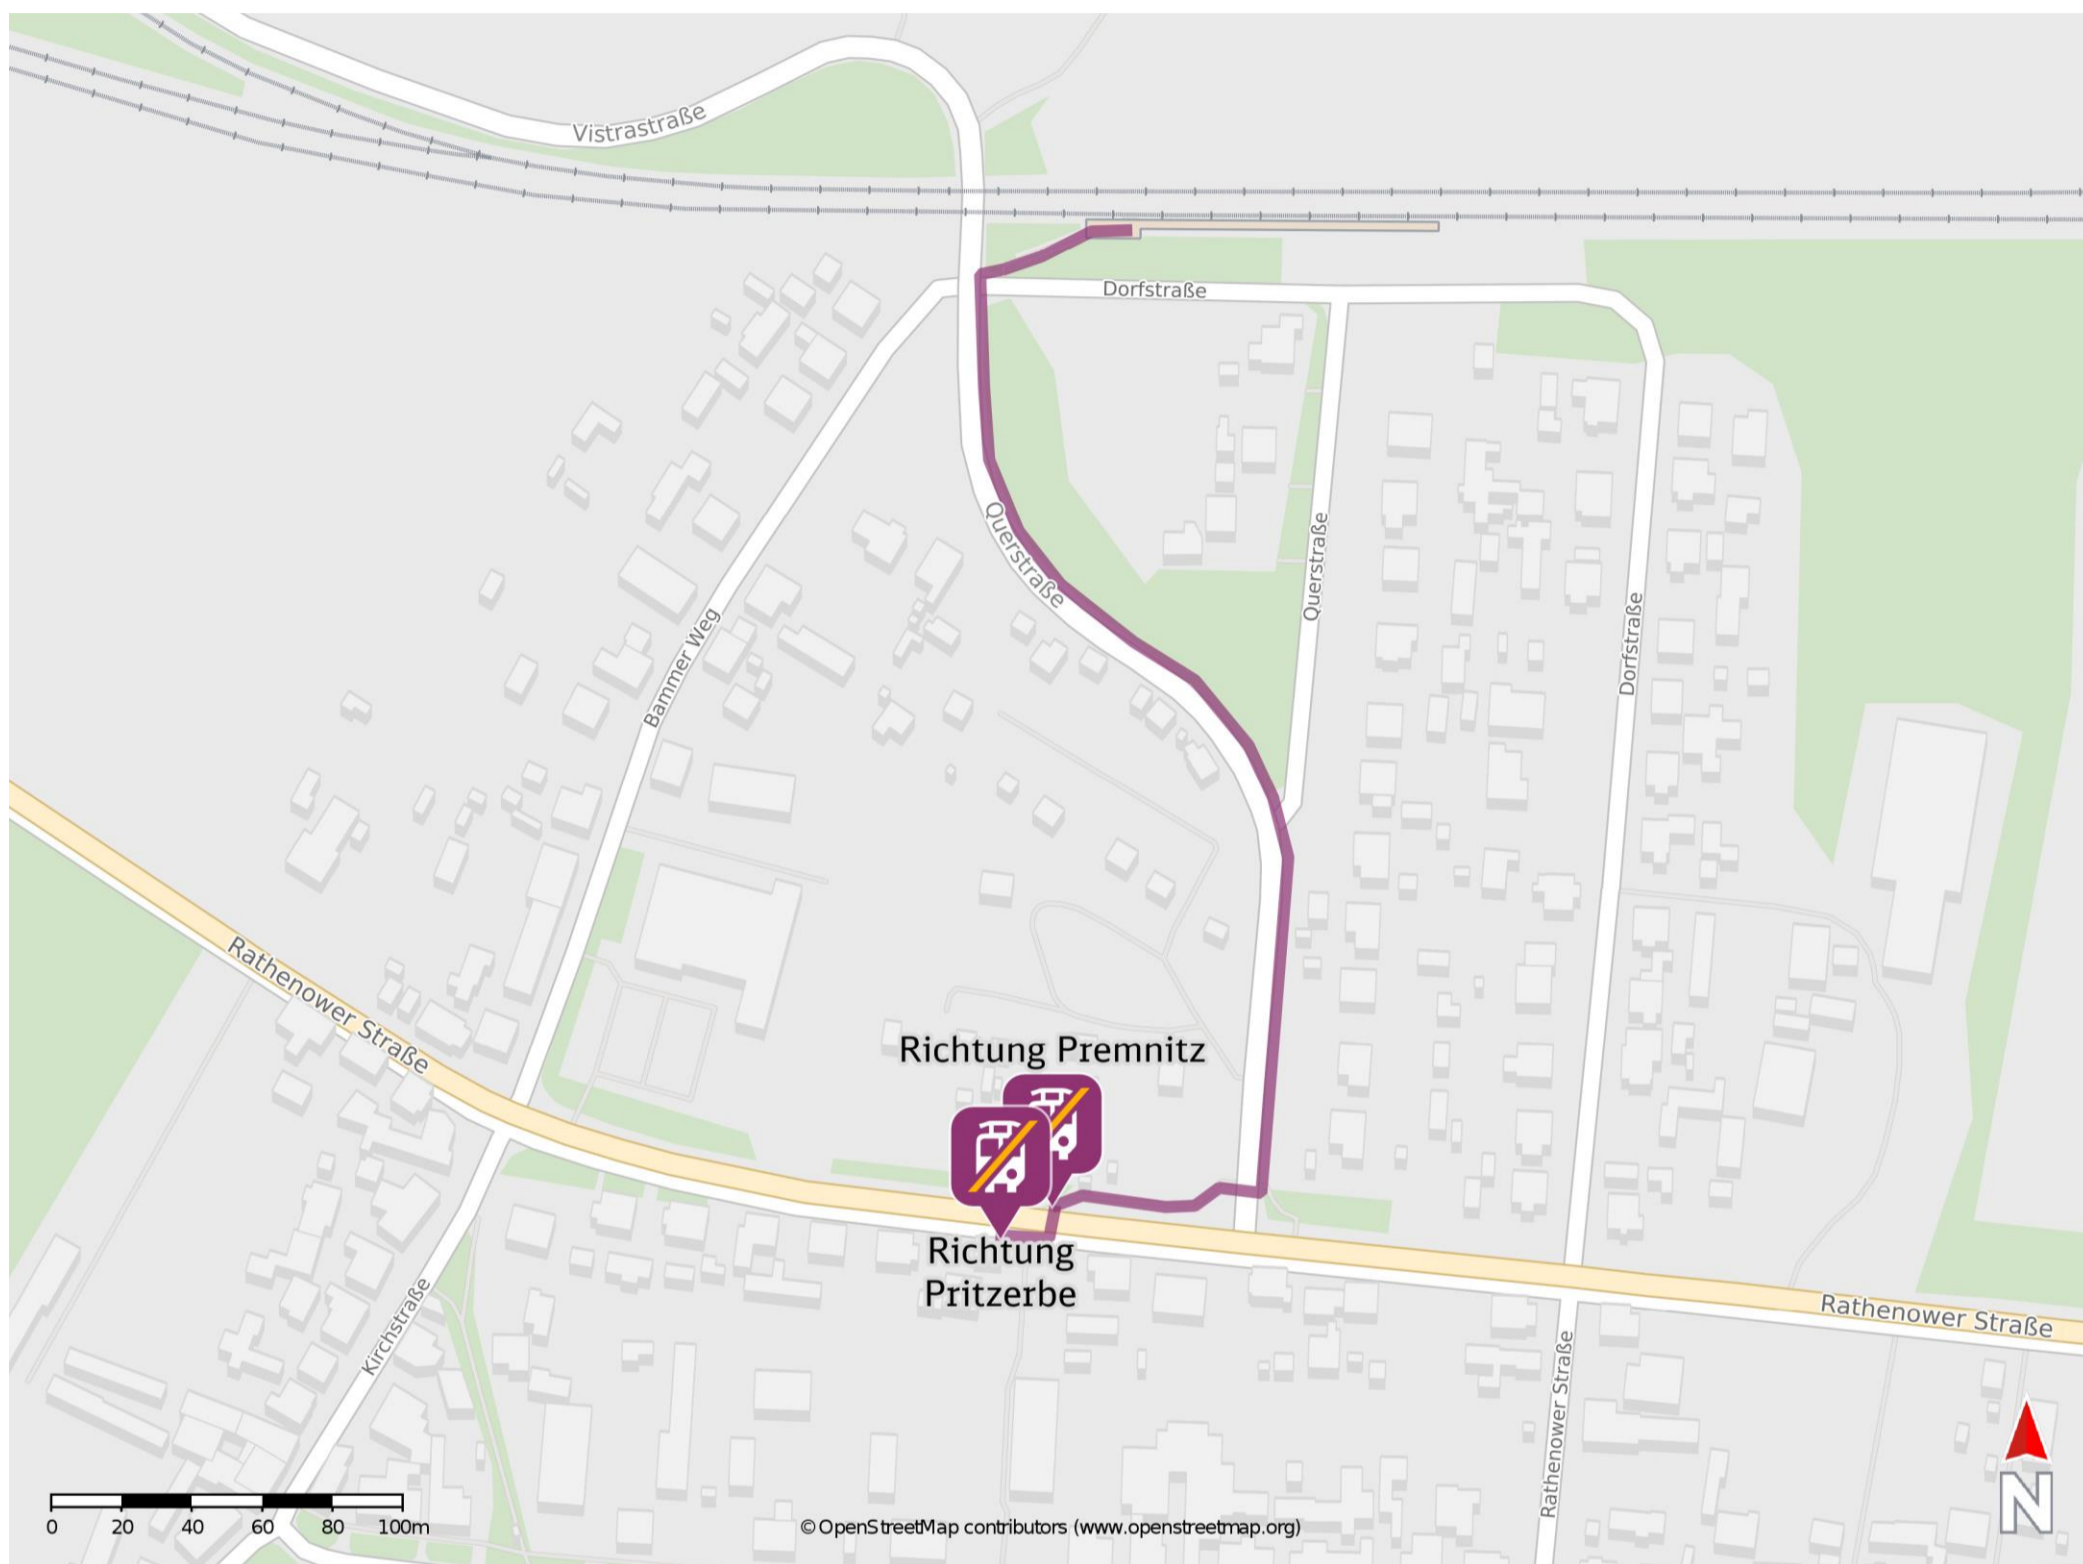 Vistrastraße
Dorfstraße
Querstraße
Querstraße
Dorfstraße
Bammer Weg
Rathenower Straße
Richtung Premnitz
Richtung
Pritzerbe
Kirchstraße
Rathenower Straße
Rathenower Straße
N
0 20 40 60 80 100m
© OpenStreetMap contributors (www.openstreetmap.org)